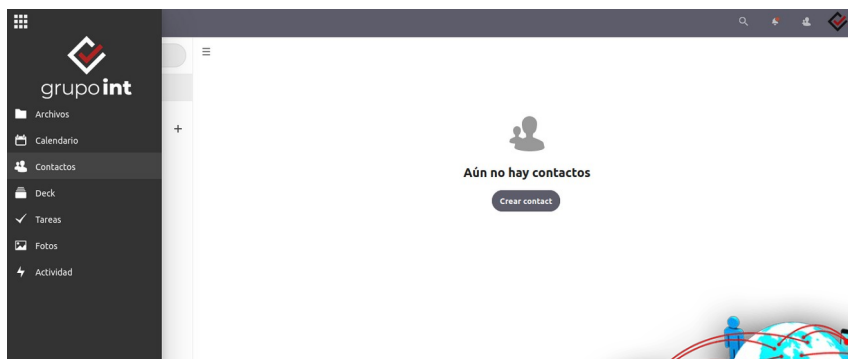 grupoint
Archivos
Calendario
Contactos
Deck
Tareas
Fotos
Actividad
Aún no hay contactos
Crear contact